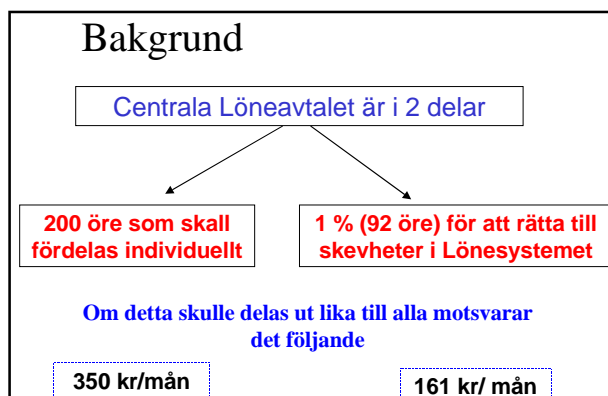 Bakgrund
Centrala Löneavtalet är i 2 delar
200 öre som skall
fördelas individuellt
1 % (92 öre) för att rätta till
skevheter i Lönesystemet
Om detta skulle delas ut lika till alla motsvarar
det följande
350 kr/mån
161 kr/ mån